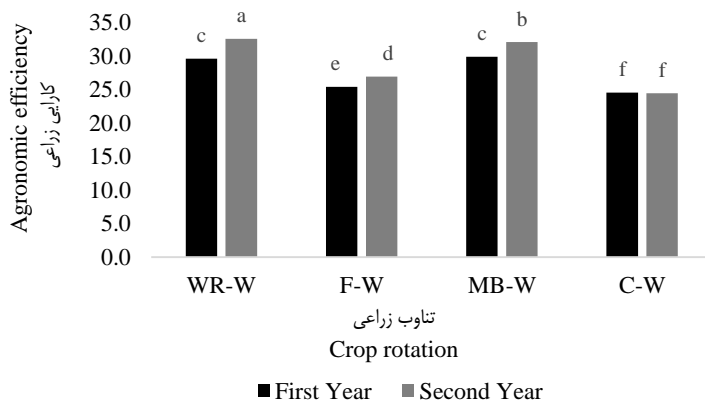 Agronomic efficiency
کارایی زراعی
35.0
30.0
25.0
20.0
15.0
10.0
5.0
0.0
c a e d c b f f
WR-W F-W MB-W C-W
تناوب زراعی
Crop rotation
First Year Second Year